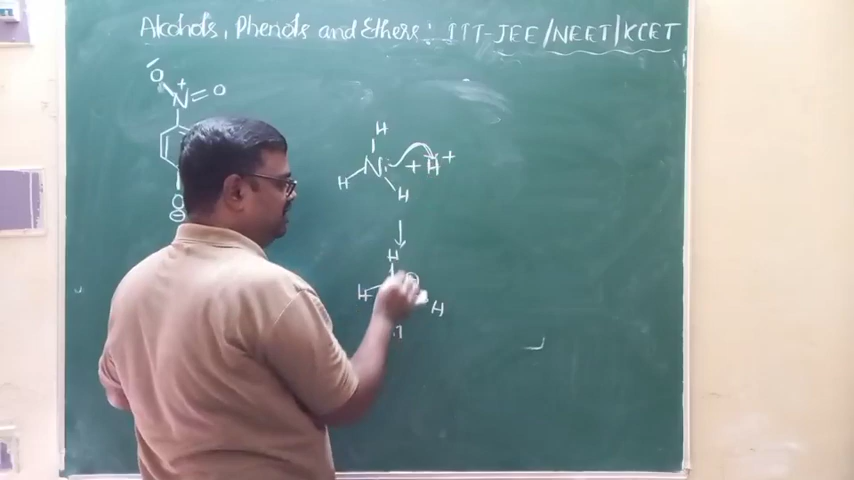 Alcohols, Phenols and Ethers: IIT-JEE/NEET/KCET
O
+
N = O
O
⊖
H
N: + H+
H
H
H
H
H